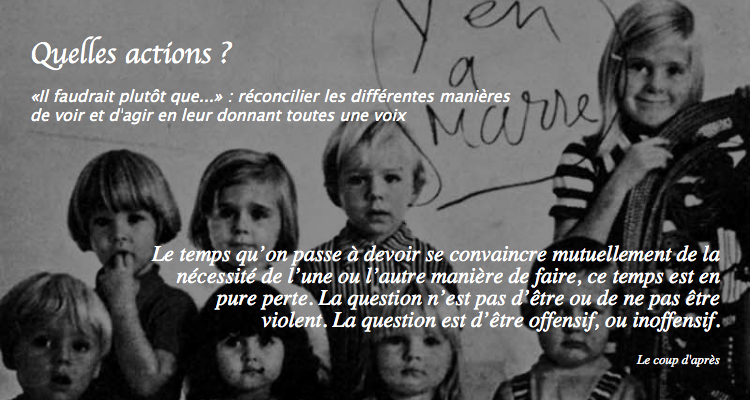 Quelles actions ?
Y'en
a
marre
«Il faudrait plutôt que...» : réconcilier les différentes manières
de voir et d'agir en leur donnant toutes une voix
Le temps qu’on passe à devoir se convaincre mutuellement de la
nécessité de l’une ou l’autre manière de faire, ce temps est en
pure perte. La question n’est pas d’être ou de ne pas être
violent. La question est d’être offensif, ou inoffensif.
Le coup d'après